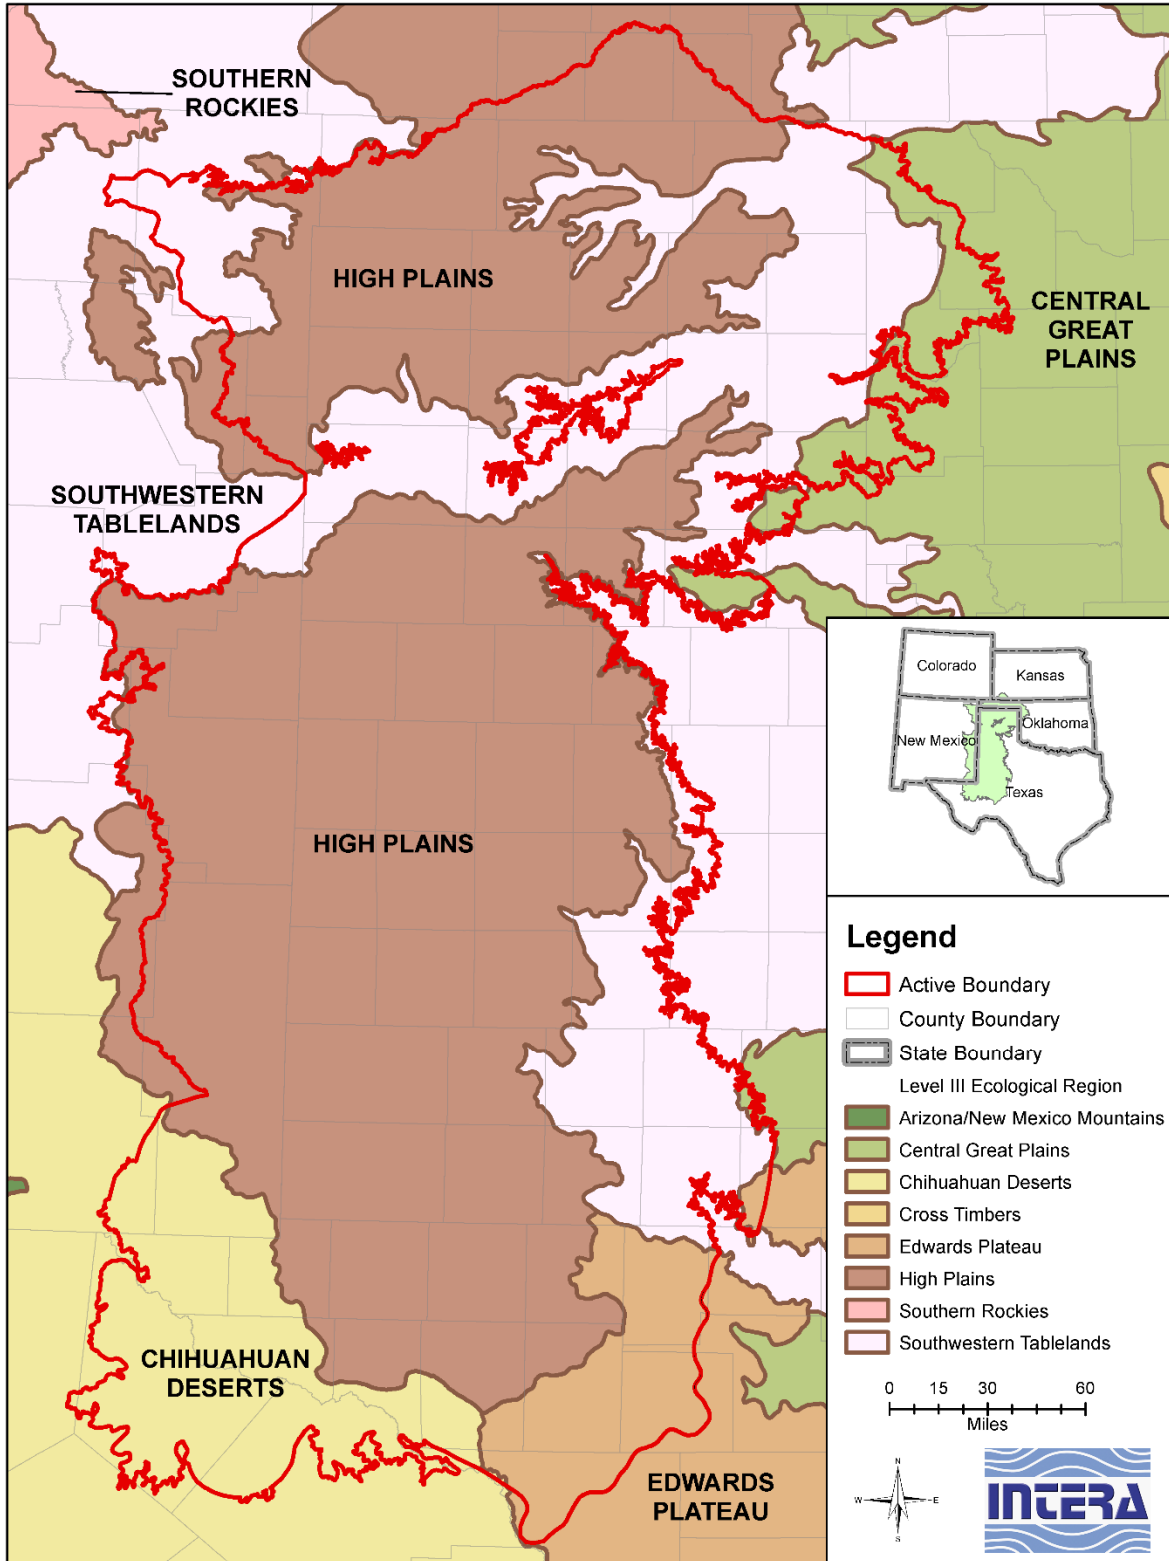 SOUTHERN
ROCKIES
HIGH PLAINS
CENTRAL
GREAT
PLAINS
SOUTHWESTERN
TABLELANDS
HIGH PLAINS
CHIHUAHUAN
DESERTS
EDWARDS
PLATEAU
Colorado
Kansas
New Mexico
Oklahoma
Texas
Legend
Active Boundary
County Boundary
State Boundary
Level III Ecological Region
Arizona/New Mexico Mountains
Central Great Plains
Chihuahuan Deserts
Cross Timbers
Edwards Plateau
High Plains
Southern Rockies
Southwestern Tablelands
0 15 30 60
Miles
N
W E
S
INTERA